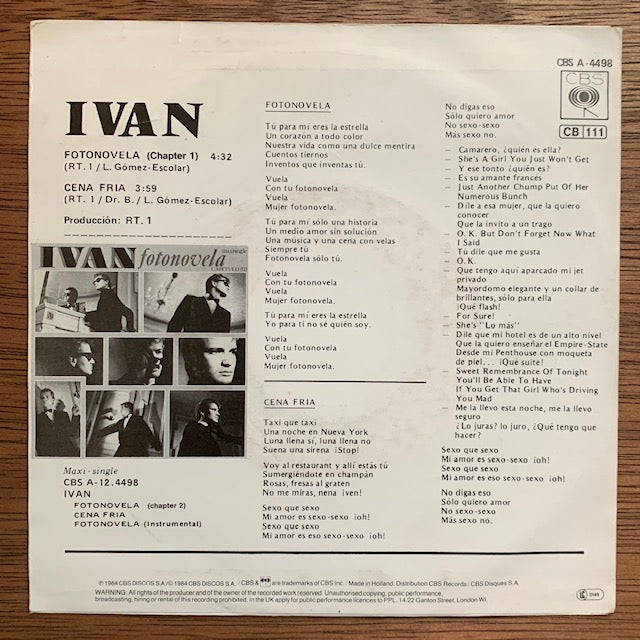 CBS A-4498
CBS
CB 111
IVAN
FOTONOVELA (Chapter 1) 4:32
(RT. 1 / L. Gómez-Escolar)
CENA FRIA 3:59
(RT. 1 / Dr. B. / L. Gómez-Escolar)
Producción: RT. 1
IVAN fotonovela
Maxi-single
CBS A-12.4498
IVAN
FOTONOVELA (chapter 2)
CENA FRIA
FOTONOVELA (Instrumental)
FOTONOVELA
Tú para mí eres la estrella
Un corazón a todo color
Nuestra vida como una dulce mentira
Cuentos tiernos
Inventos que inventas tú.
Vuela
Con tu fotonovela
Vuela
Mujer fotonovela.
Tú para mí sólo una historia
Un medio amor sin solución
Una música y una cena con velas
Siempre tú
Fotonovela sólo tú.
Vuela
Con tu fotonovela
Vuela
Mujer fotonovela.
Tú para mí eres la estrella
Yo para ti no sé quién soy.
Vuela
Con tu fotonovela
Vuela
Mujer fotonovela.
CENA FRIA
Taxi que taxi
Una noche en Nueva York
Luna llena sí, luna llena no
Suena una sirena ¡Stop!
Voy al restaurant y allí estás tú
Sumergiéndote en champán
Rosas, fresas al graten
No me miras, nena ¡ven!
Sexo que sexo
Mi amor es sexo-sexo ¡oh!
Sexo que sexo
Mi amor es eso sexo-sexo ¡oh!
No digas eso
Sólo quiero amor
No sexo-sexo
Más sexo no.
– Camarero, ¿quién es ella?
– She's A Girl You Just Won't Get
– Y ese tonto ¿quién es?
– Es su amante francés
– Just Another Chump Put Of Her
Numerous Bunch
– Dile a esa mujer, que la quiero
conocer
Que la invito a un trago
– O. K. But Don't Forget Now What
I Said
– Tú dile que me gusta
– O. K.
– Que tengo aquí aparcado mi jet
privado
Mayordomo elegante y un collar de
brillantes, sólo para ella
¡Qué flash!
– For Sure!
– She's "Lo más"
– Dile que mi hotel es de un alto nivel
Que la quiero enseñar el Empire-State
Desde mi Penthouse con moqueta
de piel... ¡Qué suite!
– Sweet Remembrance Of Tonight
You'll Be Able To Have
If You Get That Girl Who's Driving
You Mad
– Me la llevo esta noche, me la llevo
seguro
¿Lo juras? lo juro, ¿Qué tengo que
hacer?
Sexo que sexo
Mi amor es sexo-sexo ¡oh!
Sexo que sexo
Mi amor es eso sexo-sexo ¡oh!
No digas eso
Sólo quiero amor
No sexo-sexo
Más sexo no.
℗ 1984 CBS DISCOS S.A. / © 1984 CBS DISCOS S.A. / CBS & are trademarks of CBS Inc. / Made in Holland. Distribution CBS Records / CBS Disques S.A.
WARNING: All rights of the producer and of the owner of the recorded work reserved. Unauthorised copying, public performance,
broadcasting, hiring or rental of this recording prohibited. In the UK apply for public performance licences to PPL, 14/22 Ganton Street, London W1.